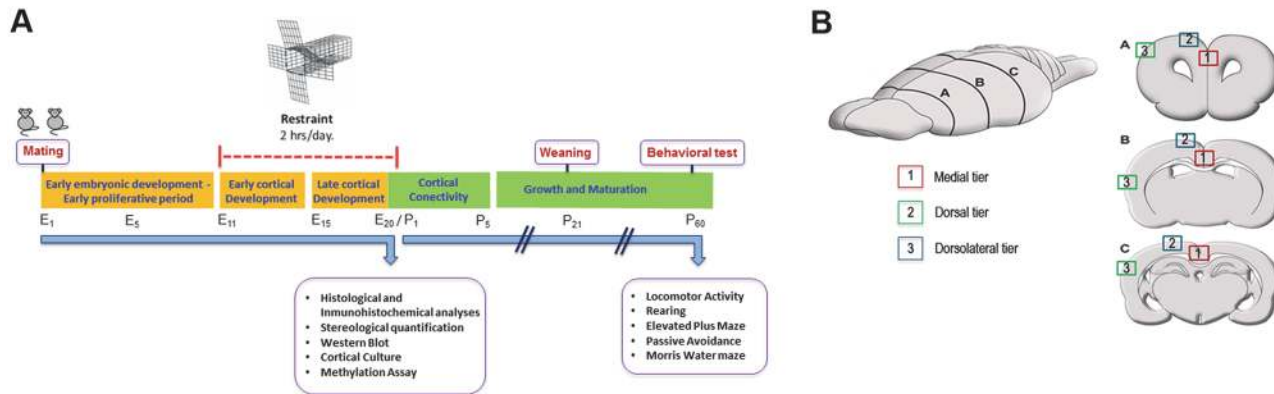 A
Restraint
2 hrs/day.
Mating
Weaning
Behavioral test
Early embryonic development -
Early proliferative period
Early cortical
Development
Late cortical
Development
Cortical
Conectivity
Growth and Maturation
E1
E5
E11
E15
E20 / P1
P5
P21
P60
• Histological and
Inmunohistochemical analyses
• Stereological quantification
• Western Blot
• Cortical Culture
• Methylation Assay
• Locomotor Activity
• Rearing
• Elevated Plus Maze
• Passive Avoidance
• Morris Water maze
B
A
B
C
1 Medial tier
2 Dorsal tier
3 Dorsolateral tier
A
2
3
1
B
2
1
3
C
2
1
3